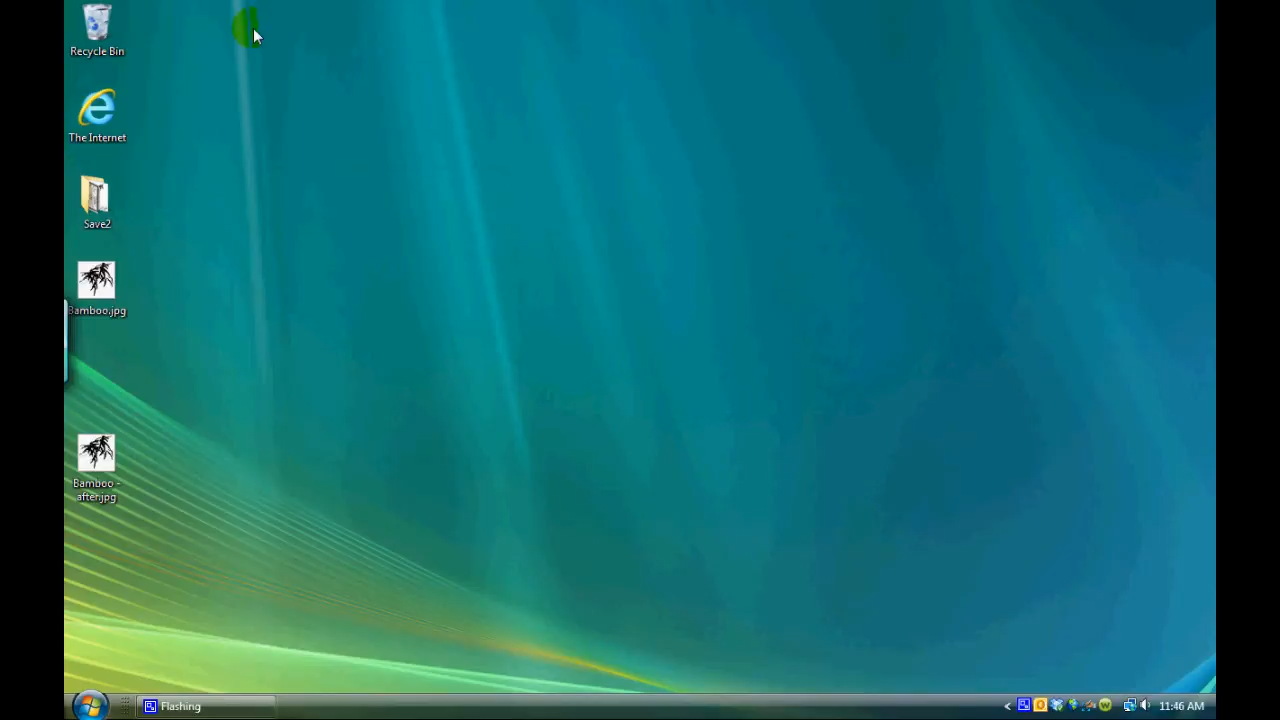 Recycle Bin
The Internet
Save2
Bamboo.jpg
Bamboo -
after.jpg
Flashing
11:46 AM